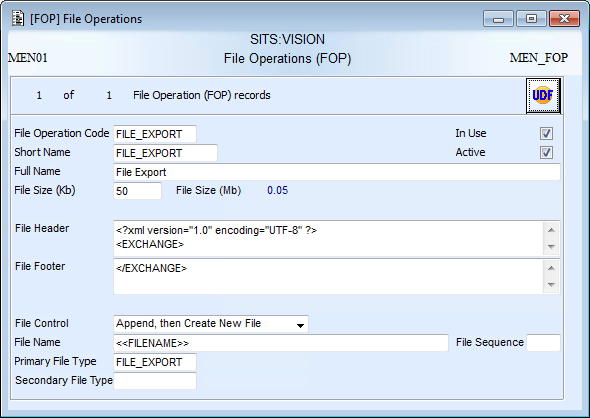 [FOP] File Operations
SITS:VISION
MEN01 File Operations (FOP) MEN_FOP
1 of 1 File Operation (FOP) records UDF
File Operation Code FILE_EXPORT In Use
Short Name FILE_EXPORT Active
Full Name File Export
File Size (Kb) 50 File Size (Mb) 0.05
File Header <?xml version="1.0" encoding="UTF-8" ?>
<EXCHANGE>
File Footer </EXCHANGE>
File Control Append, then Create New File
File Name <<FILENAME>> File Sequence
Primary File Type FILE_EXPORT
Secondary File Type